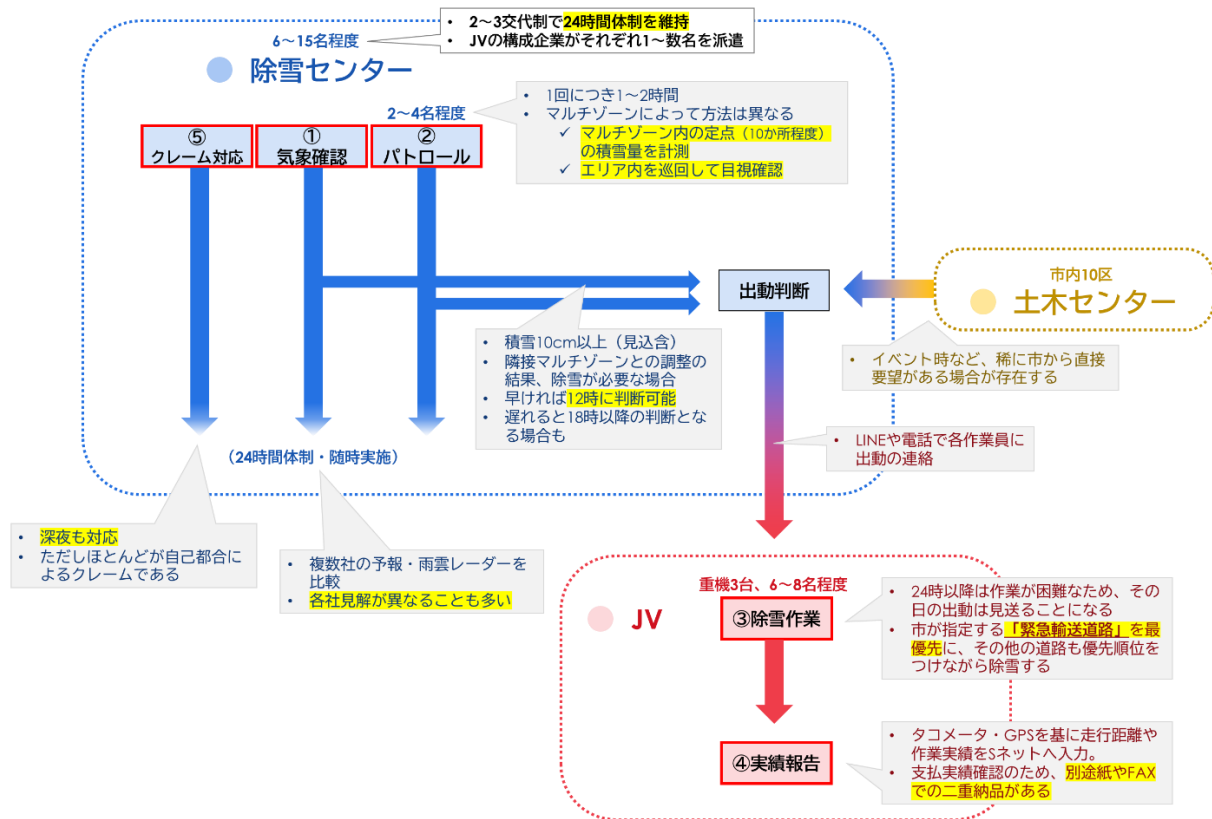 • 2～3交代制で24時間体制を維持
• JVの構成企業がそれぞれ1～数名を派遣
6～15名程度
除雪センター
2～4名程度
• 1回につき1～2時間
• マルチゾーンによって方法は異なる
✓ マルチゾーン内の定点（10か所程度）
の積雪量を計測
✓ エリア内を巡回して目視確認
⑤
クレーム対応
①
気象確認
②
パトロール
出動判断
市内10区
土木センター
• イベント時など、稀に市から直接
要望がある場合が存在する
• 積雪10cm以上（見込含）
• 隣接マルチゾーンとの調整の
結果、除雪が必要な場合
• 早ければ12時に判断可能
• 遅れると18時以降の判断とな
る場合も
• LINEや電話で各作業員に
出動の連絡
（24時間体制・随時実施）
• 深夜も対応
• ただしほとんどが自己都合に
よるクレームである
• 複数社の予報・雨雲レーダーを
比較
• 各社見解が異なることも多い
重機3台、6～8名程度
JV
③除雪作業
• 24時以降は作業が困難なため、その
日の出動は見送ることになる
• 市が指定する「緊急輸送道路」を最
優先に、その他の道路も優先順位を
つけながら除雪する
④実績報告
• タコメータ・GPSを基に走行距離や
作業実績をSネットへ入力。
• 支払実績確認のため、別途紙やFAX
での二重納品がある